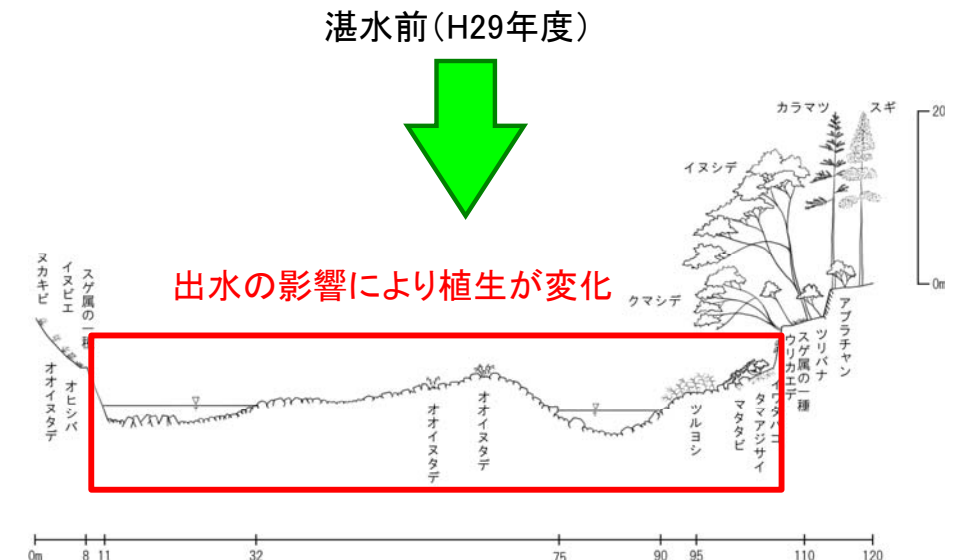 湛水前(H29年度)
カラマツ
スギ
イヌシデ
クマシデ
20
0m
出水の影響により植生が変化
ヌカキビ
イヌビエ
スゲ属の一種
オオイヌタデ
オヒシバ
オオイヌタデ
オオイヌタデ
ツルヨシ
マタタビ
タマアジサイ
イワタバコ
ウリカエデ
スゲ属の一種
ツリバナ
アブラチャン
0m 8 11 32 75 90 95 110 120